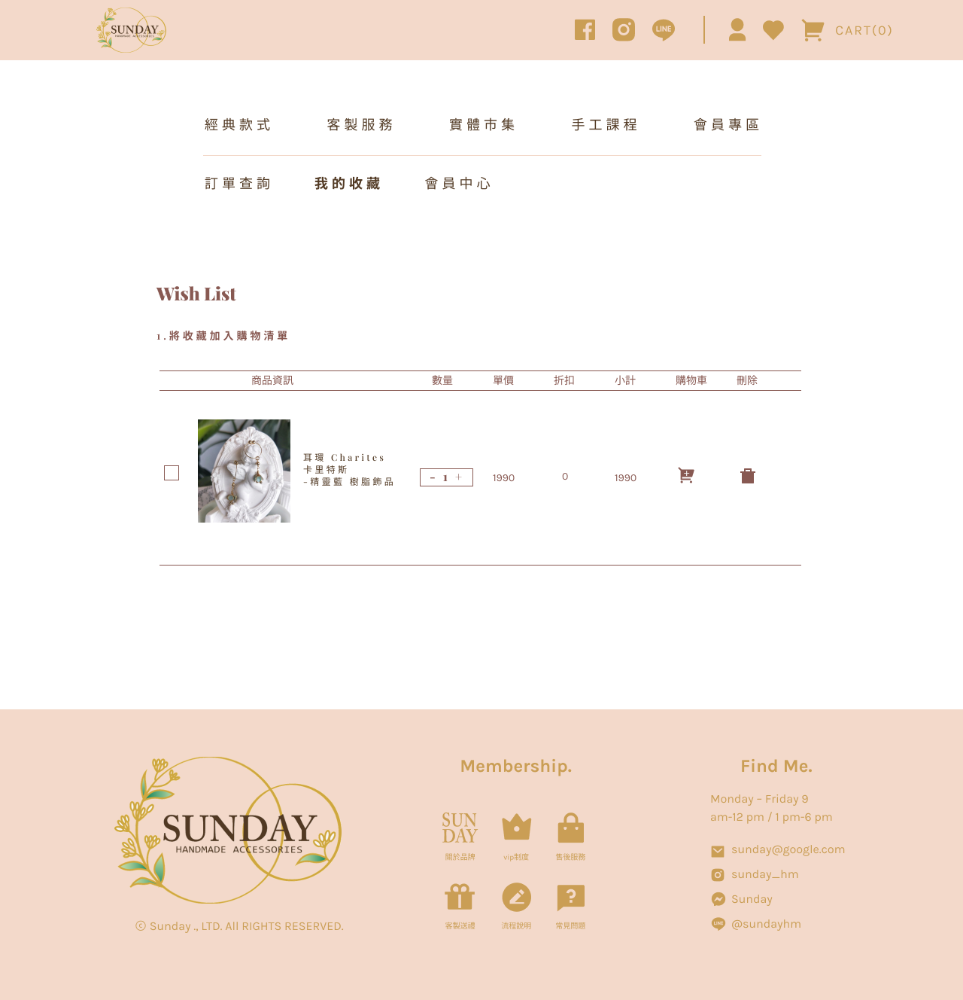 SUNDAY
HANDMADE ACCESSORIES
LINE
CART(0)
經典款式 客製服務 實體市集 手工課程 會員專區
訂單查詢 我的收藏 會員中心
Wish List
1.將收藏加入購物清單
商品資訊 數量 單價 折扣 小計 購物車 刪除
耳環 Charites
卡里特斯
-精靈藍 樹脂飾品
- 1 + 1990 0 1990
SUNDAY
HANDMADE ACCESSORIES
ⓒ Sunday ., LTD. All RIGHTS RESERVED.
Membership.
SUN
DAY
關於品牌 vip制度 售後服務
客製送禮 流程說明 常見問題
Find Me.
Monday – Friday 9
am-12 pm / 1 pm-6 pm
sunday@google.com
sunday_hm
Sunday
LINE @sundayhm